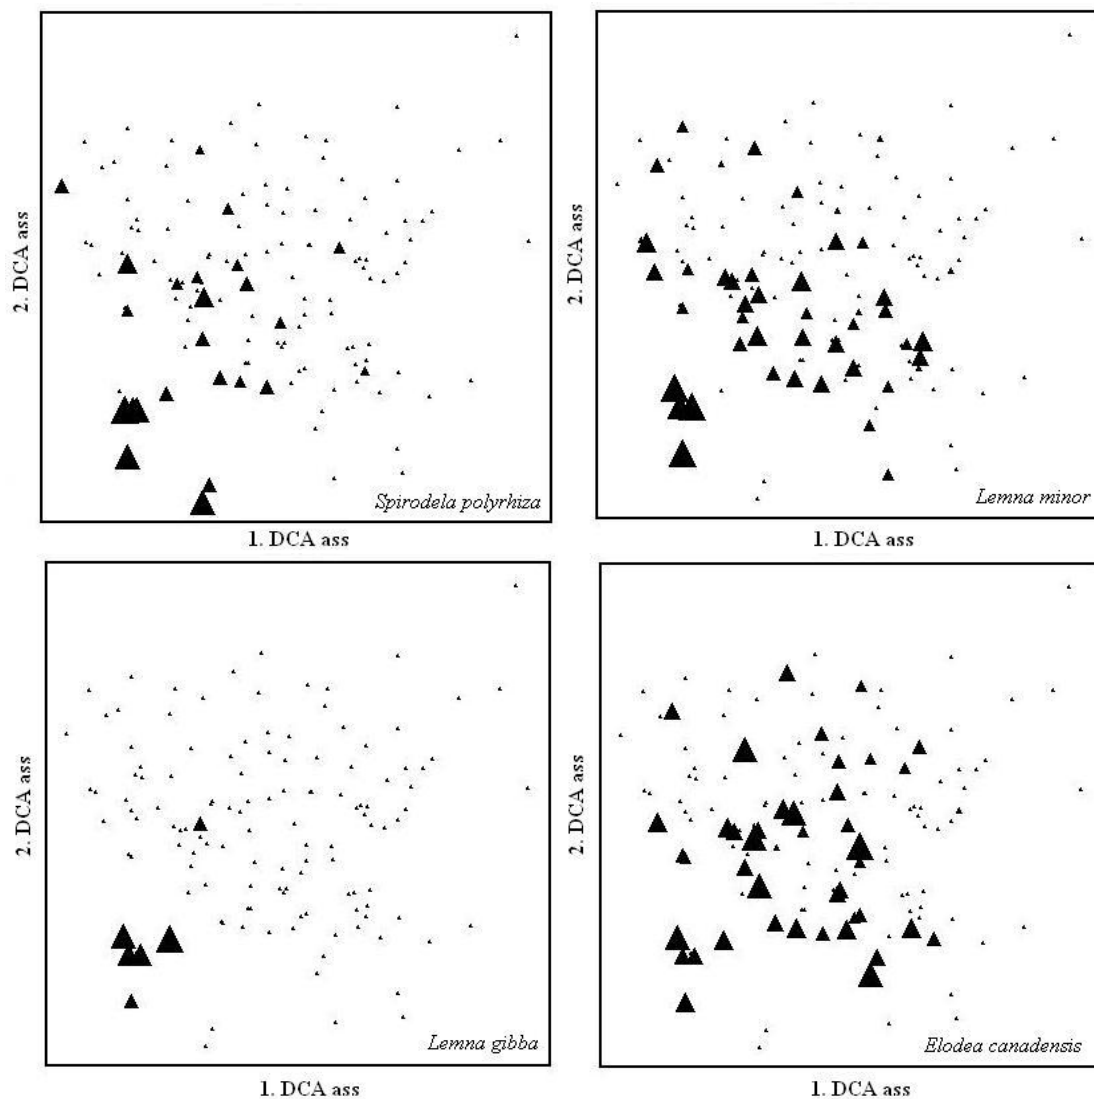 2. DCA ass
Spirodela polyrhiza
1. DCA ass
2. DCA ass
Lemna minor
1. DCA ass
2. DCA ass
Lemna gibba
1. DCA ass
2. DCA ass
Elodea canadensis
1. DCA ass